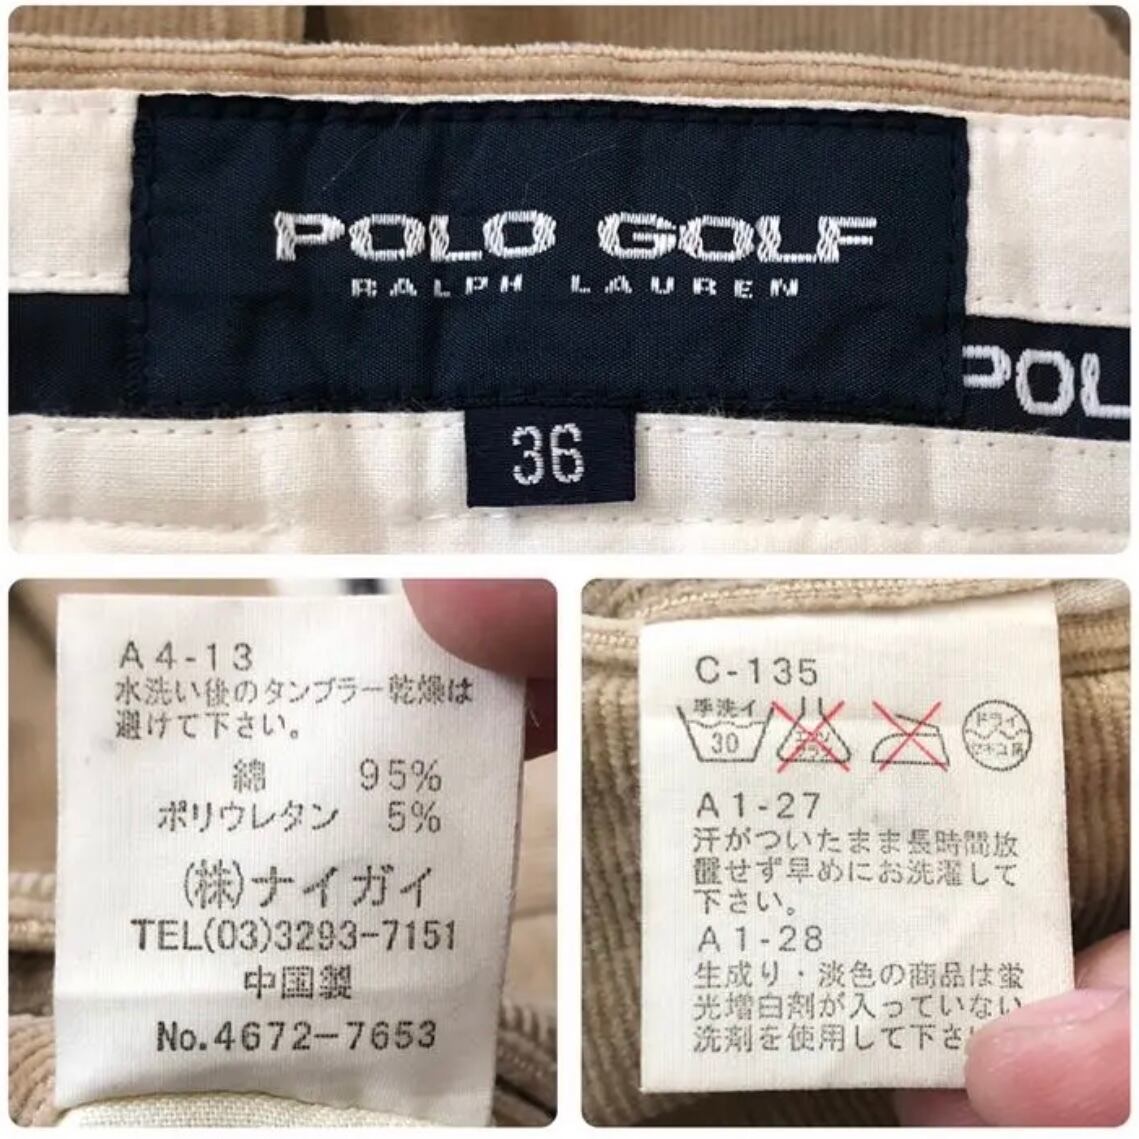 POLO GOLF
RALPH LAUREN
POL
36
A4-13
水洗い後のタンブラー乾燥は
避けて下さい。
綿 95%
ポリウレタン 5%
(株)ナイガイ
TEL(03)3293-7151
中国製
No.4672-7653
C-135
手洗イ
30
エンソ
ドライ
A1-27
汗がついたまま長時間放
置せず早めにお洗濯して
下さい。
A1-28
生成り・淡色の商品は蛍
光増白剤が入っていない
洗剤を使用して下さ